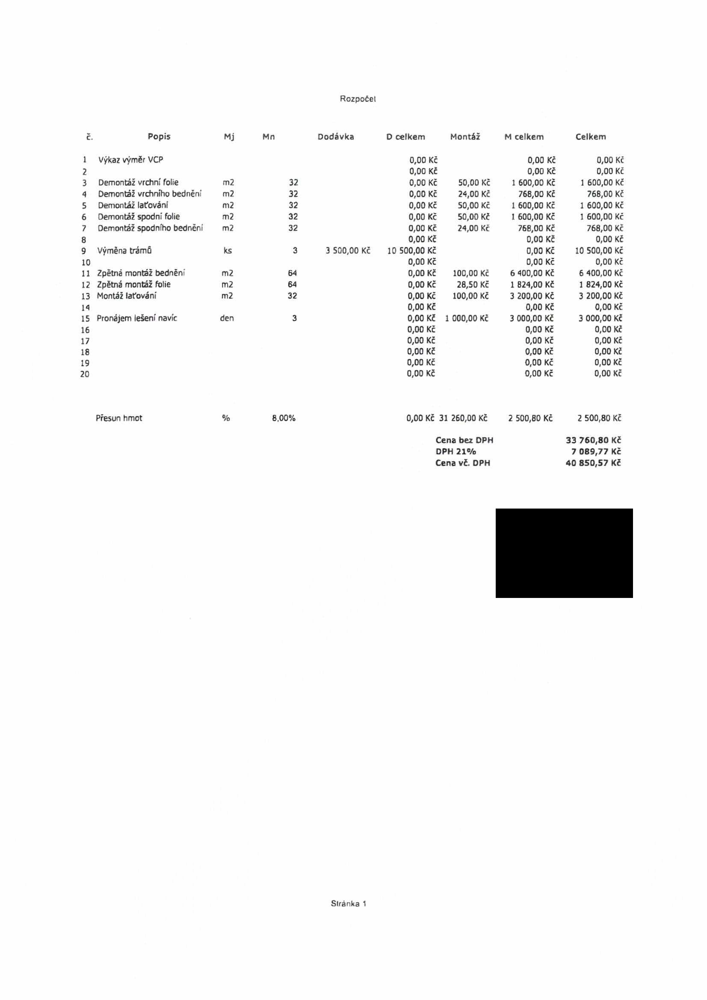 Rozpočet
č. Popis Mj Mn Dodávka D celkem Montáž M celkem Celkem
1 Výkaz výměr VCP 0,00 Kč 0,00 Kč 0,00 Kč
2 0,00 Kč 0,00 Kč 0,00 Kč
3 Demontáž vrchní folie m2 32 0,00 Kč 50,00 Kč 1 600,00 Kč 1 600,00 Kč
4 Demontáž vrchního bednění m2 32 0,00 Kč 24,00 Kč 768,00 Kč 768,00 Kč
5 Demontáž laťování m2 32 0,00 Kč 50,00 Kč 1 600,00 Kč 1 600,00 Kč
6 Demontáž spodní folie m2 32 0,00 Kč 50,00 Kč 1 600,00 Kč 1 600,00 Kč
7 Demontáž spodního bednění m2 32 0,00 Kč 24,00 Kč 768,00 Kč 768,00 Kč
8 0,00 Kč 0,00 Kč 0,00 Kč
9 Výměna trámů ks 3 3 500,00 Kč 10 500,00 Kč 0,00 Kč 10 500,00 Kč
10 0,00 Kč 0,00 Kč 0,00 Kč
11 Zpětná montáž bednění m2 64 0,00 Kč 100,00 Kč 6 400,00 Kč 6 400,00 Kč
12 Zpětná montáž folie m2 64 0,00 Kč 28,50 Kč 1 824,00 Kč 1 824,00 Kč
13 Montáž laťování m2 32 0,00 Kč 100,00 Kč 3 200,00 Kč 3 200,00 Kč
14 0,00 Kč 0,00 Kč 0,00 Kč
15 Pronájem lešení navíc den 3 0,00 Kč 1 000,00 Kč 3 000,00 Kč 3 000,00 Kč
16 0,00 Kč 0,00 Kč 0,00 Kč
17 0,00 Kč 0,00 Kč 0,00 Kč
18 0,00 Kč 0,00 Kč 0,00 Kč
19 0,00 Kč 0,00 Kč 0,00 Kč
20 0,00 Kč 0,00 Kč 0,00 Kč
Přesun hmot % 8,00% 0,00 Kč 31 260,00 Kč 2 500,80 Kč 2 500,80 Kč
Cena bez DPH 33 760,80 Kč
DPH 21% 7 089,77 Kč
Cena vč. DPH 40 850,57 Kč
Stránka 1